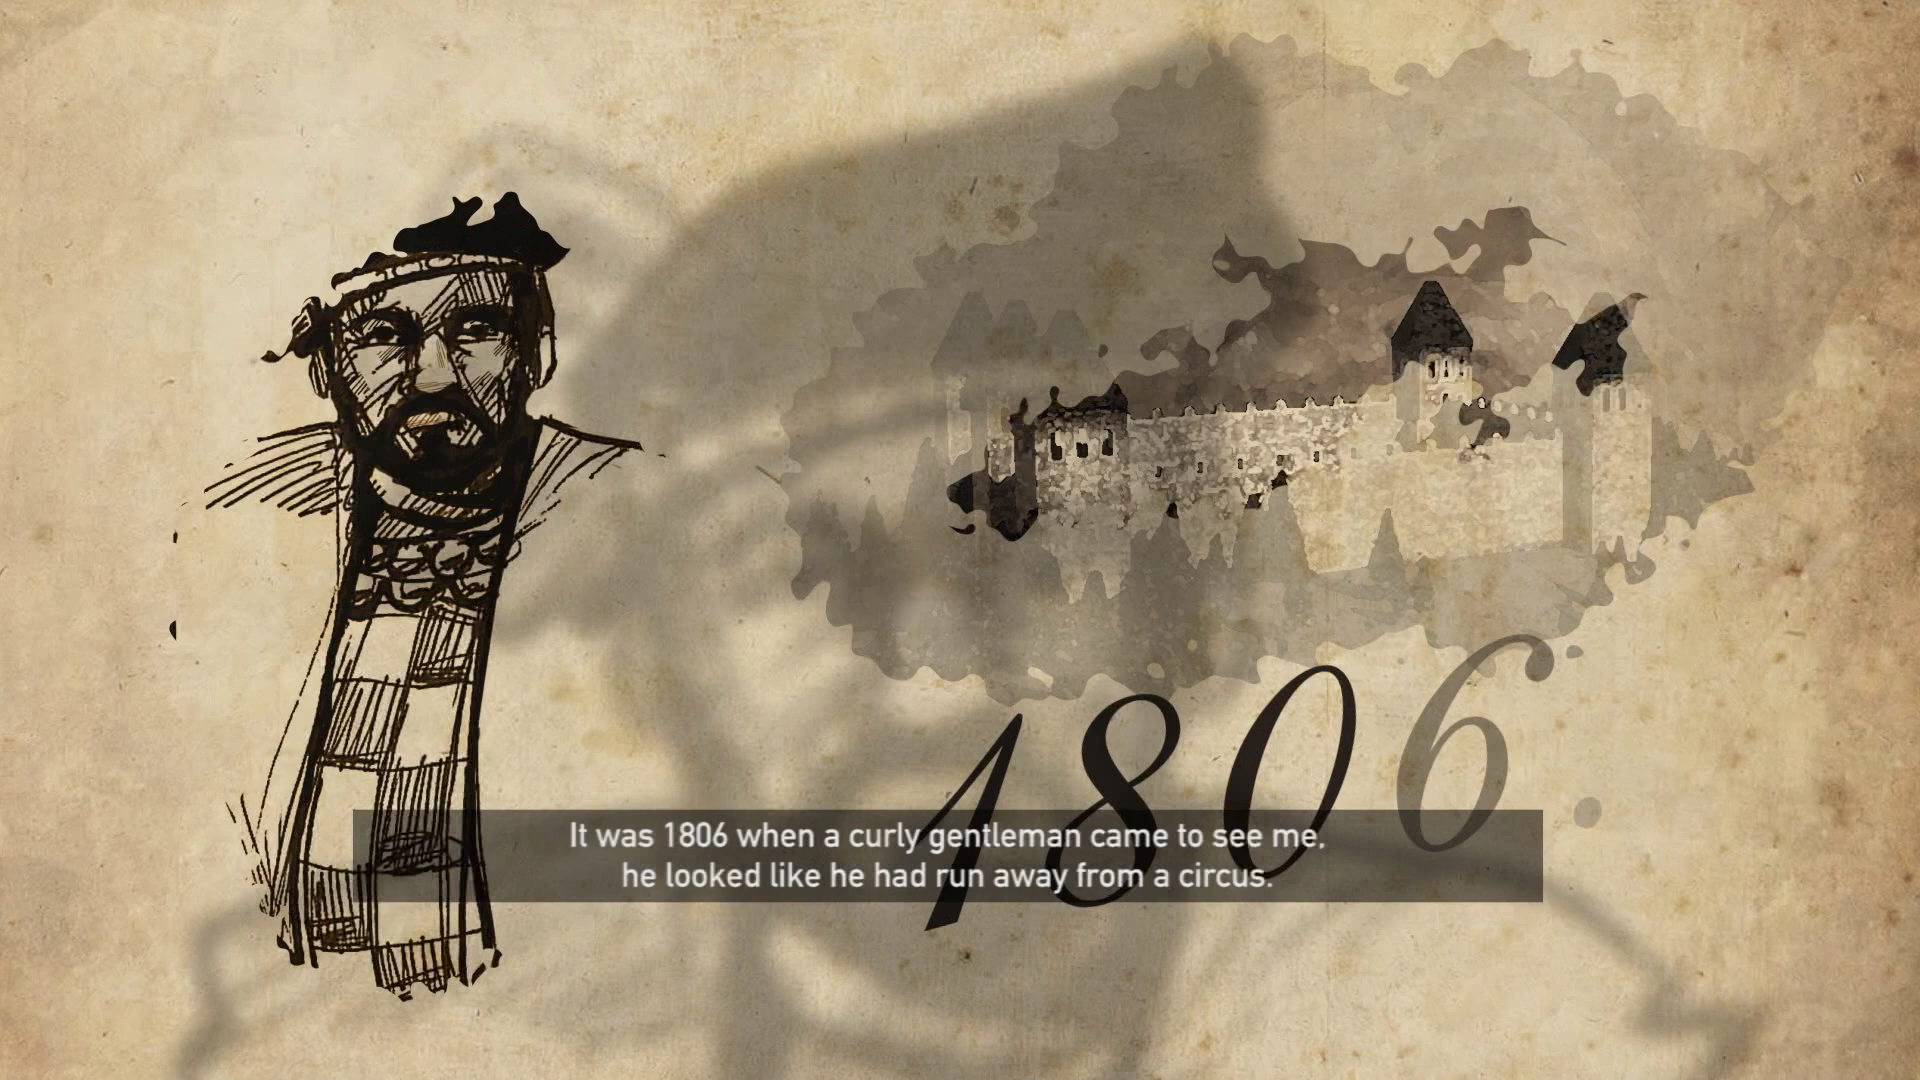 1806.
It was 1806 when a curly gentleman came to see me,
he looked like he had run away from a circus.